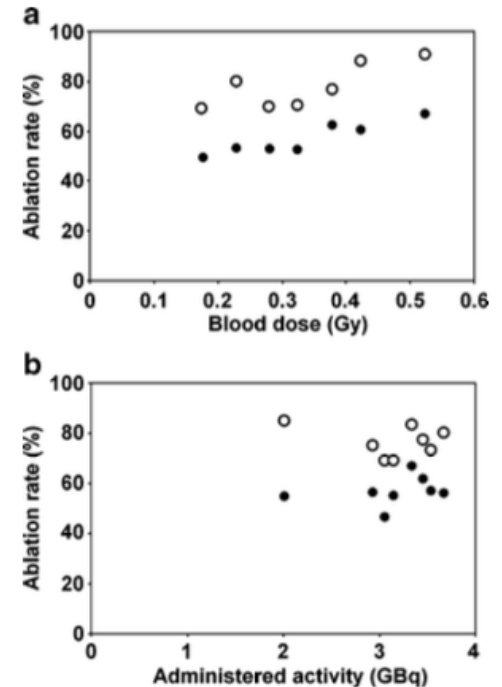 a
100
80
60
40
20
0
Ablation rate (%)
0 0.1 0.2 0.3 0.4 0.5 0.6
Blood dose (Gy)
b
100
80
60
40
20
0
Ablation rate (%)
0 1 2 3 4
Administered activity (GBq)